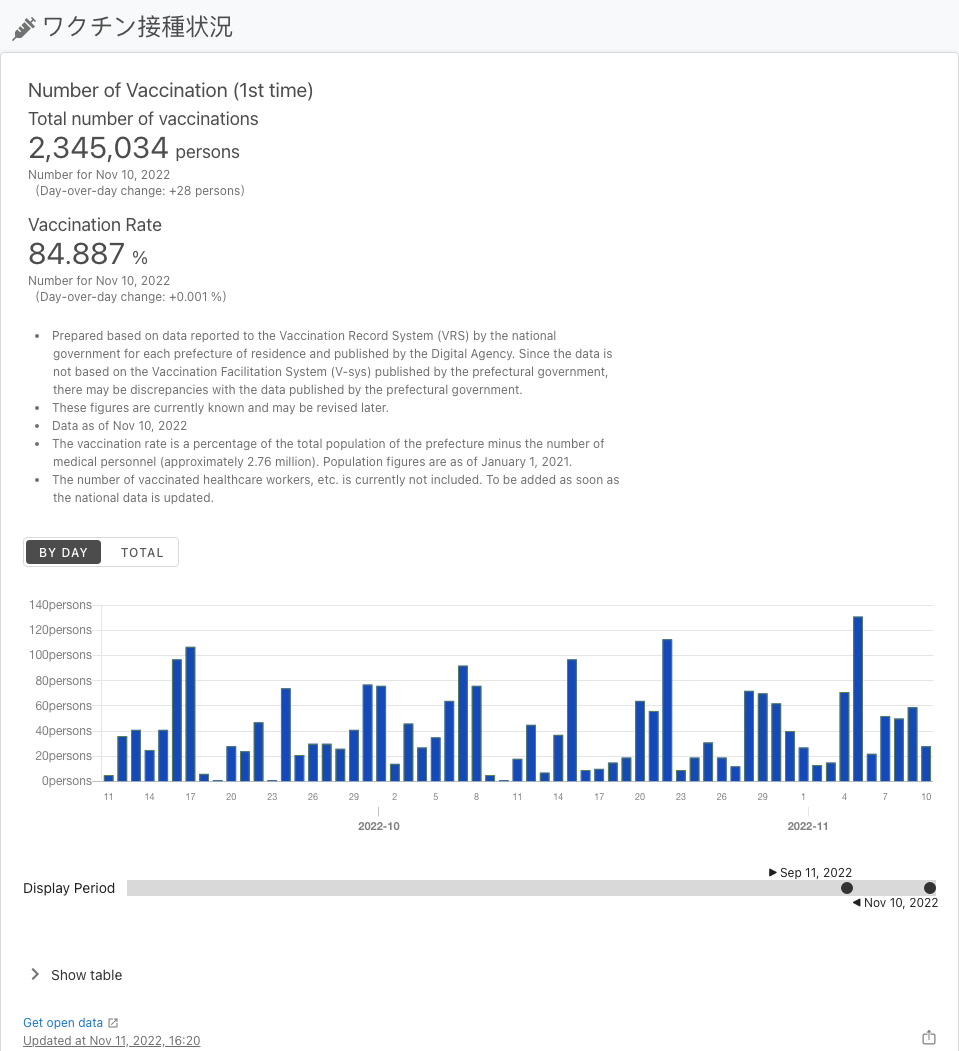 ワクチン接種状況
Number of Vaccination (1st time)
Total number of vaccinations
2,345,034 persons
Number for Nov 10, 2022
(Day-over-day change: +28 persons)
Vaccination Rate
84.887 %
Number for Nov 10, 2022
(Day-over-day change: +0.001 %)
• Prepared based on data reported to the Vaccination Record System (VRS) by the national
government for each prefecture of residence and published by the Digital Agency. Since the data is
not based on the Vaccination Facilitation System (V-sys) published by the prefectural government,
there may be discrepancies with the data published by the prefectural government.
• These figures are currently known and may be revised later.
• Data as of Nov 10, 2022
• The vaccination rate is a percentage of the total population of the prefecture minus the number of
medical personnel (approximately 2.76 million). Population figures are as of January 1, 2021.
• The number of vaccinated healthcare workers, etc. is currently not included. To be added as soon as
the national data is updated.
BY DAY TOTAL
140persons
120persons
100persons
80persons
60persons
40persons
20persons
0persons
11 14 17 20 23 26 29 2 5 8 11 14 17 20 23 26 29 1 4 7 10
2022-10 2022-11
▶ Sep 11, 2022
Display Period
◀ Nov 10, 2022
Show table
Get open data
Updated at Nov 11, 2022, 16:20